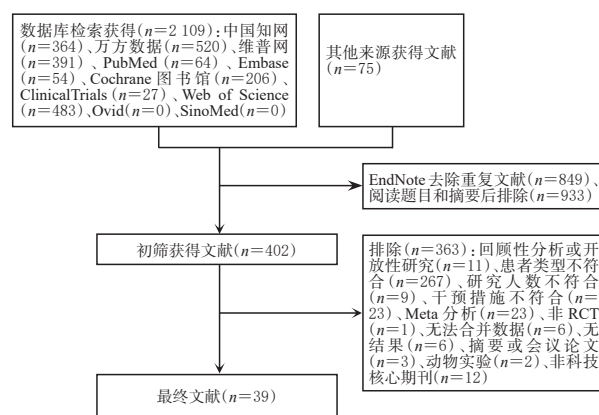 数据库检索获得(n=2 109)：中国知网
(n=364)、万方数据(n=520)、维普网
(n=391)、PubMed (n=64)、Embase
(n=54)、Cochrane 图书馆(n=206)、
ClinicalTrials (n=27)、Web of Science
(n=483)、Ovid(n=0)、SinoMed(n=0)
其他来源获得文献
(n=75)
EndNote 去除重复文献(n=849)、
阅读题目和摘要后排除(n=933)
初筛获得文献(n=402)
排除(n=363)：回顾性分析或开
放性研究(n=11)、患者类型不符
合(n=267)、研究人数不符合
(n=9)、干预措施不符合(n=
23)、Meta 分析(n=23)、非 RCT
(n=1)、无法合并数据(n=6)、无
结果(n=6)、摘要或会议论文
(n=3)、动物实验(n=2)、非科技
核心期刊(n=12)
最终文献(n=39)